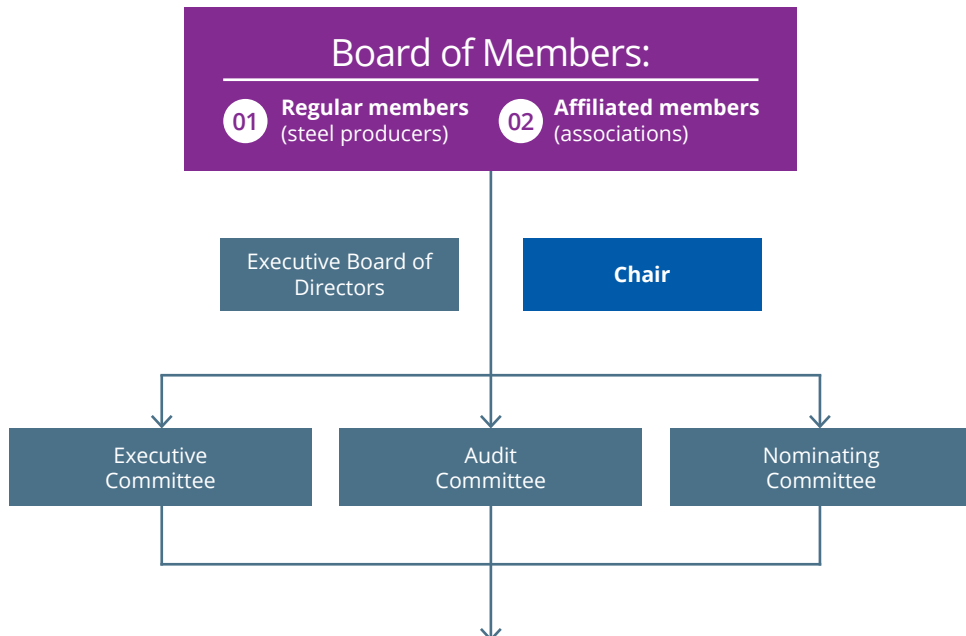 Board of Members:
01 Regular members
(steel producers)
02 Affiliated members
(associations)
Executive Board of
Directors
Chair
Executive
Committee
Audit
Committee
Nominating
Committee